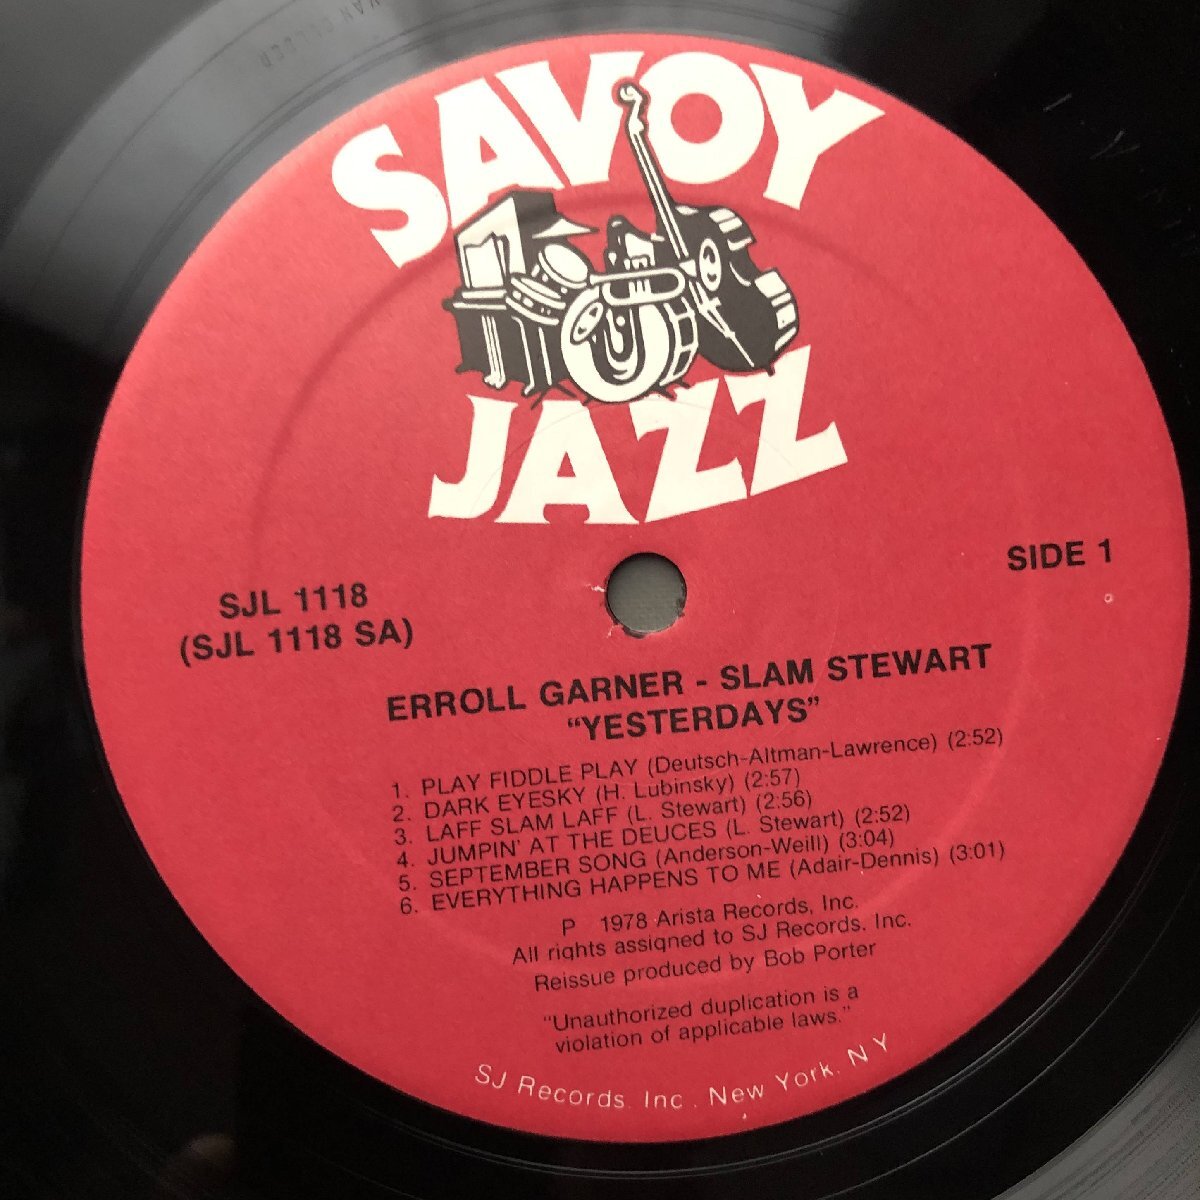 VAN GELDER
SAVOY
JAZZ
SIDE 1
SJL 1118
(SJL 1118 SA)
ERROLL GARNER - SLAM STEWART
“YESTERDAYS”
1. PLAY FIDDLE PLAY (Deutsch-Altman-Lawrence) (2:52)
2. DARK EYESKY (H. Lubinsky) (2:57)
3. LAFF SLAM LAFF (L. Stewart) (2:56)
4. JUMPIN' AT THE DEUCES (L. Stewart) (2:52)
5. SEPTEMBER SONG (Anderson-Weill) (3:04)
6. EVERYTHING HAPPENS TO ME (Adair-Dennis) (3:01)
P 1978 Arista Records, Inc.
All rights assigned to SJ Records, Inc.
Reissue produced by Bob Porter
“Unauthorized duplication is a
violation of applicable laws.”
SJ Records, Inc., New York, N Y